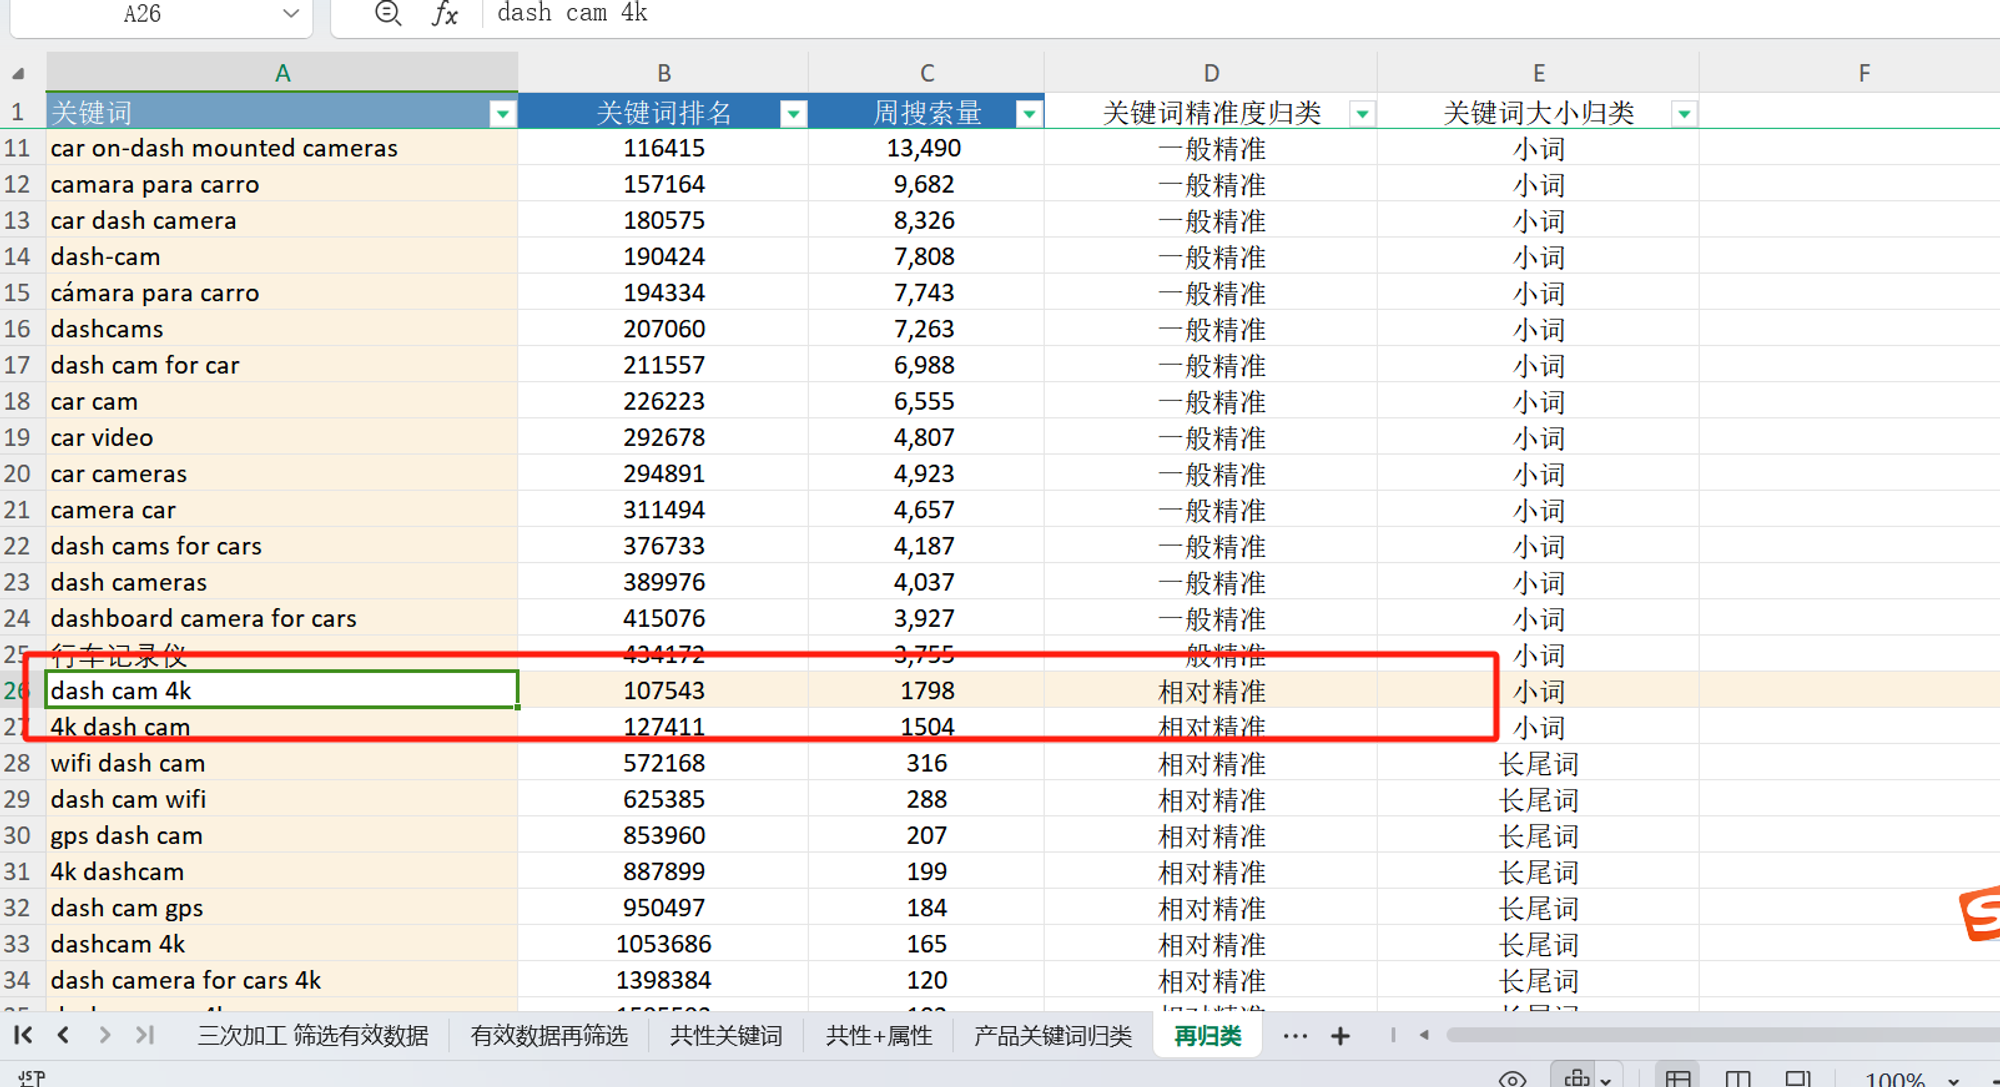 A26 fx dash cam 4k
A B C D E F
1 关键词 关键词排名 周搜索量 关键词精准度归类 关键词大小归类
11 car on-dash mounted cameras 116415 13,490 一般精准 小词
12 camara para carro 157164 9,682 一般精准 小词
13 car dash camera 180575 8,326 一般精准 小词
14 dash-cam 190424 7,808 一般精准 小词
15 cámara para carro 194334 7,743 一般精准 小词
16 dashcams 207060 7,263 一般精准 小词
17 dash cam for car 211557 6,988 一般精准 小词
18 car cam 226223 6,555 一般精准 小词
19 car video 292678 4,807 一般精准 小词
20 car cameras 294891 4,923 一般精准 小词
21 camera car 311494 4,657 一般精准 小词
22 dash cams for cars 376733 4,187 一般精准 小词
23 dash cameras 389976 4,037 一般精准 小词
24 dashboard camera for cars 415076 3,927 一般精准 小词
25 行车记录仪 434172 3,755 一般精准 小词
26 dash cam 4k 107543 1798 相对精准 小词
27 4k dash cam 127411 1504 相对精准 小词
28 wifi dash cam 572168 316 相对精准 长尾词
29 dash cam wifi 625385 288 相对精准 长尾词
30 gps dash cam 853960 207 相对精准 长尾词
31 4k dashcam 887899 199 相对精准 长尾词
32 dash cam gps 950497 184 相对精准 长尾词
33 dashcam 4k 1053686 165 相对精准 长尾词
34 dash camera for cars 4k 1398384 120 相对精准 长尾词
三次加工 筛选有效数据 有效数据再筛选 共性关键词 共性+属性 产品关键词归类 再归类 ··· +
100%